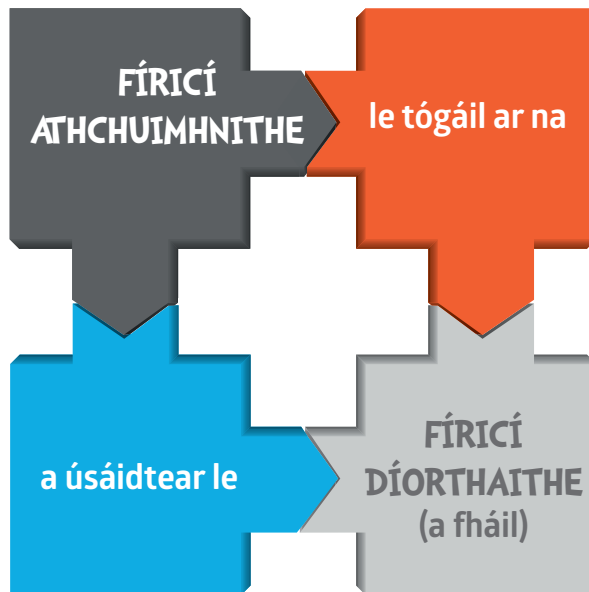 FÍRICÍ
ATHCHUIMHNITHE
le tógáil ar na
a úsáidtear le
FÍRICÍ
DÍORTHAITHE
(a fháil)